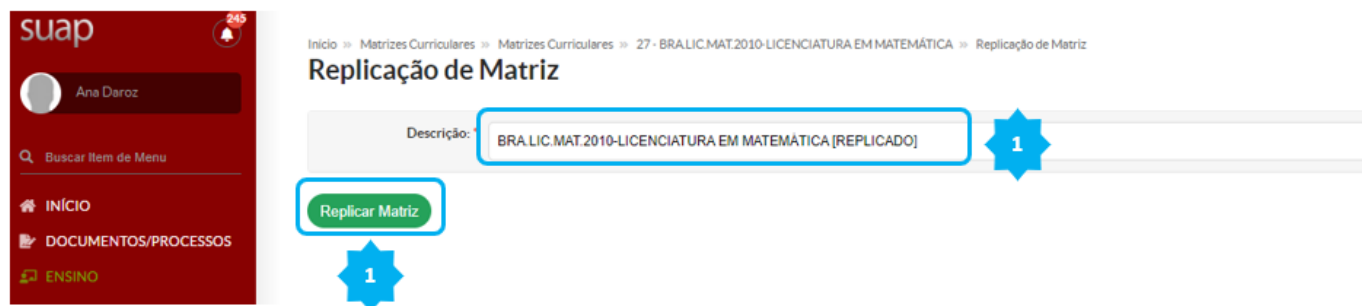 suap
245
Ana Daroz
Buscar Item de Menu
INÍCIO
DOCUMENTOS/PROCESSOS
ENSINO
Início » Matrizes Curriculares » Matrizes Curriculares » 27 - BRA.LIC.MAT.2010-LICENCIATURA EM MATEMÁTICA » Replicação de Matriz
Replicação de Matriz
Descrição: * BRA.LIC.MAT.2010-LICENCIATURA EM MATEMÁTICA [REPLICADO]
1
Replicar Matriz
1